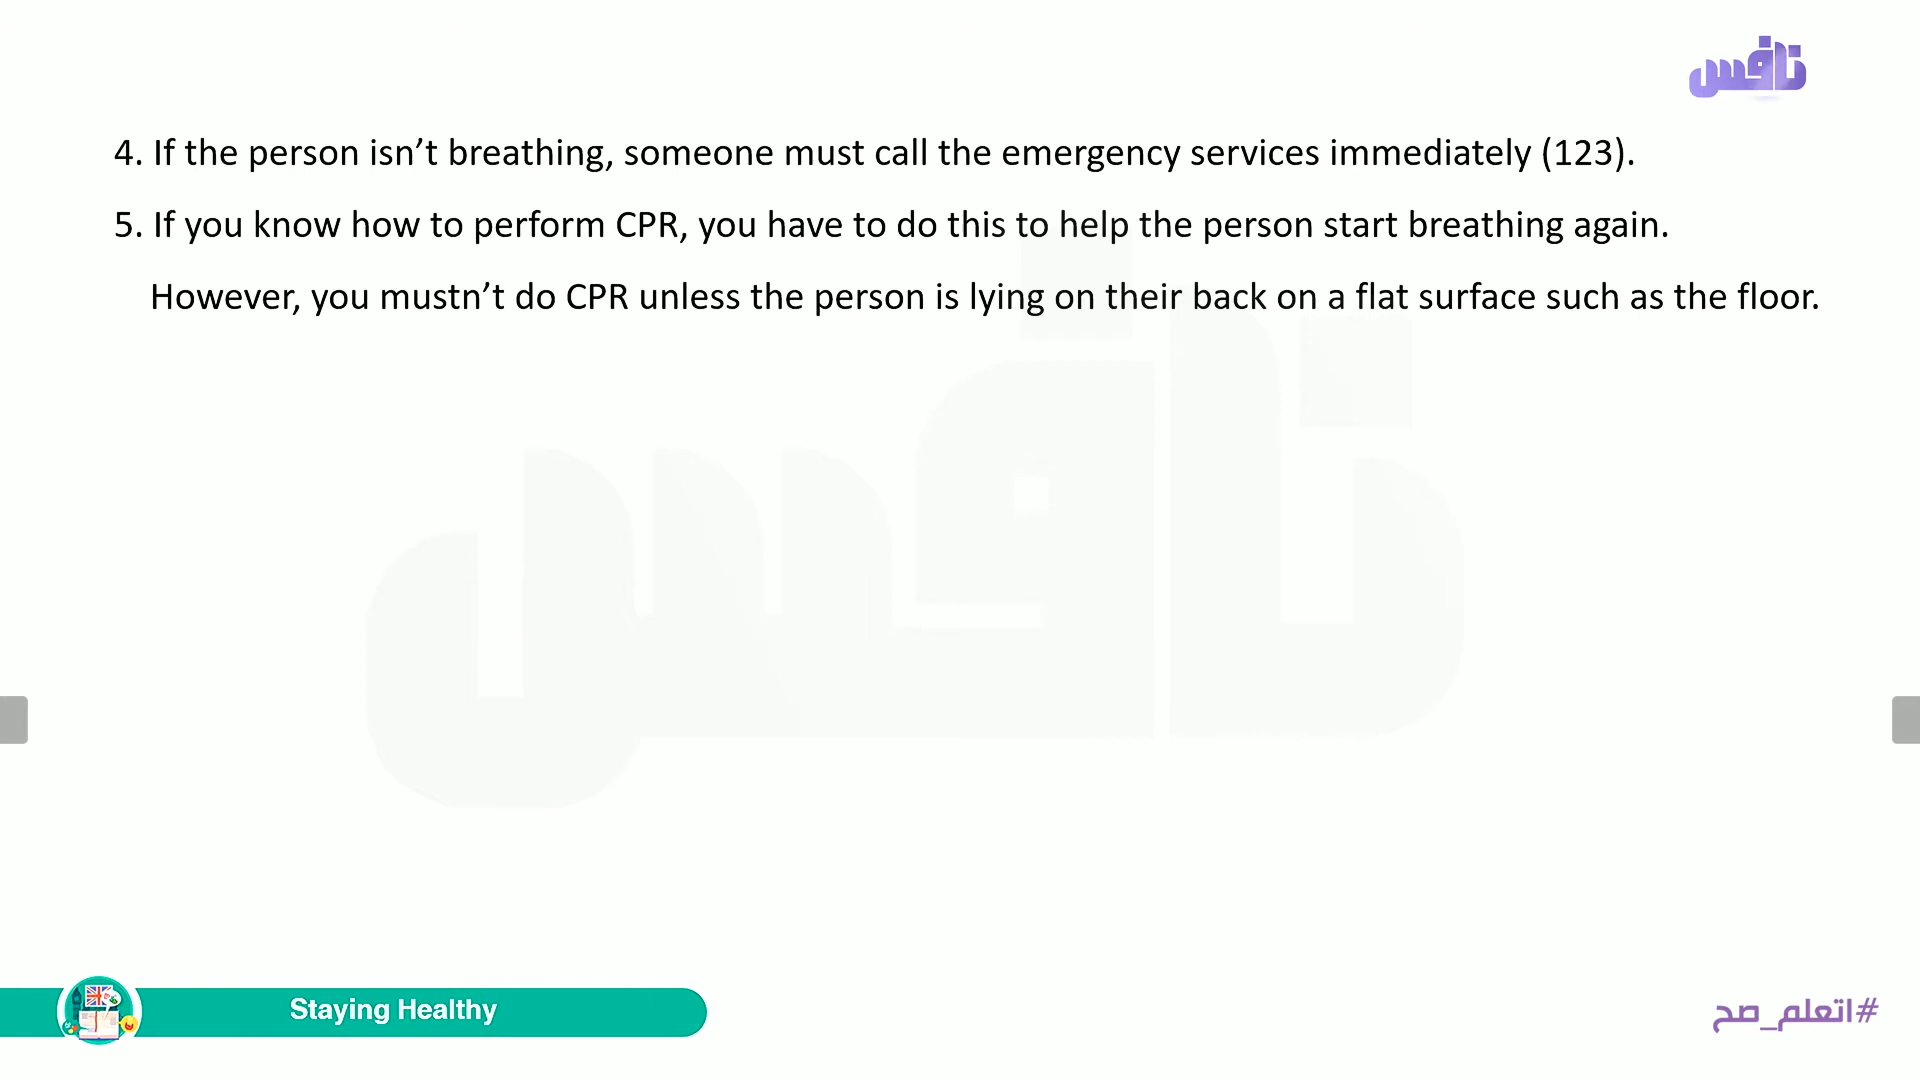 نافس
4. If the person isn’t breathing, someone must call the emergency services immediately (123).
5. If you know how to perform CPR, you have to do this to help the person start breathing again.
However, you mustn’t do CPR unless the person is lying on their back on a flat surface such as the floor.
نافس
Staying Healthy
#اتعلم_صح